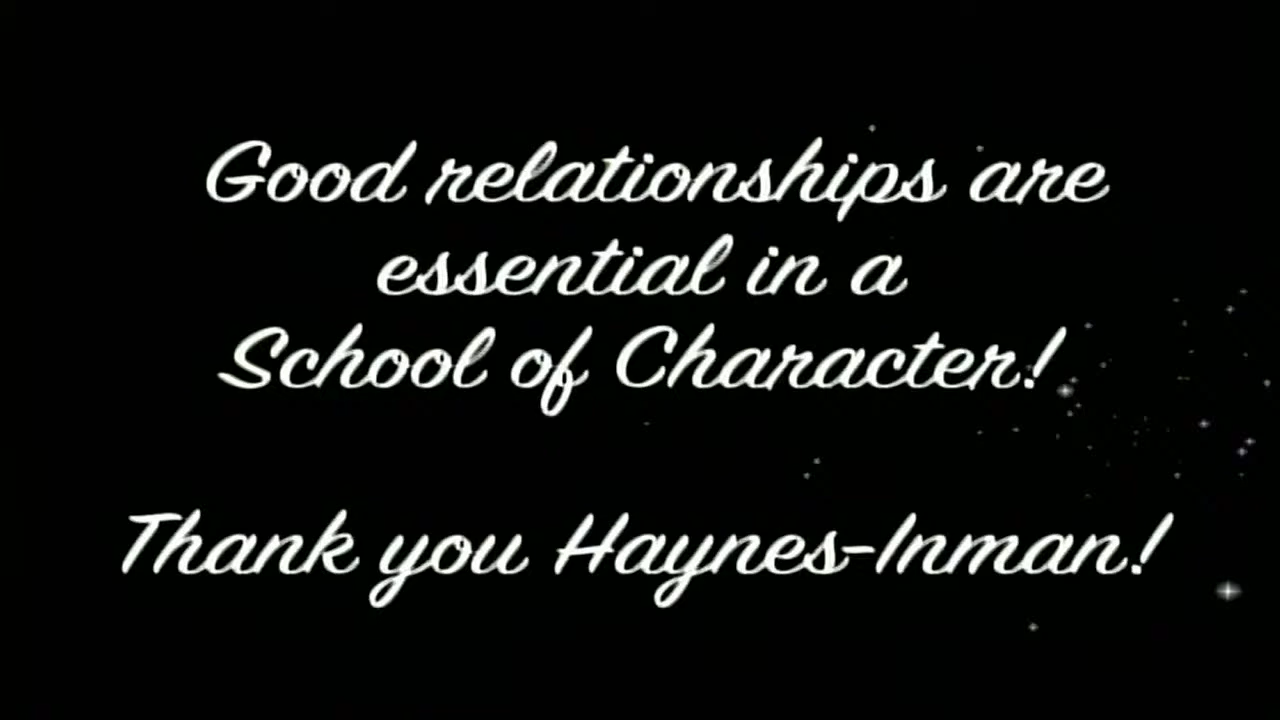 Good relationships are
essential in a
School of Character!
Thank you Haynes-Inman!